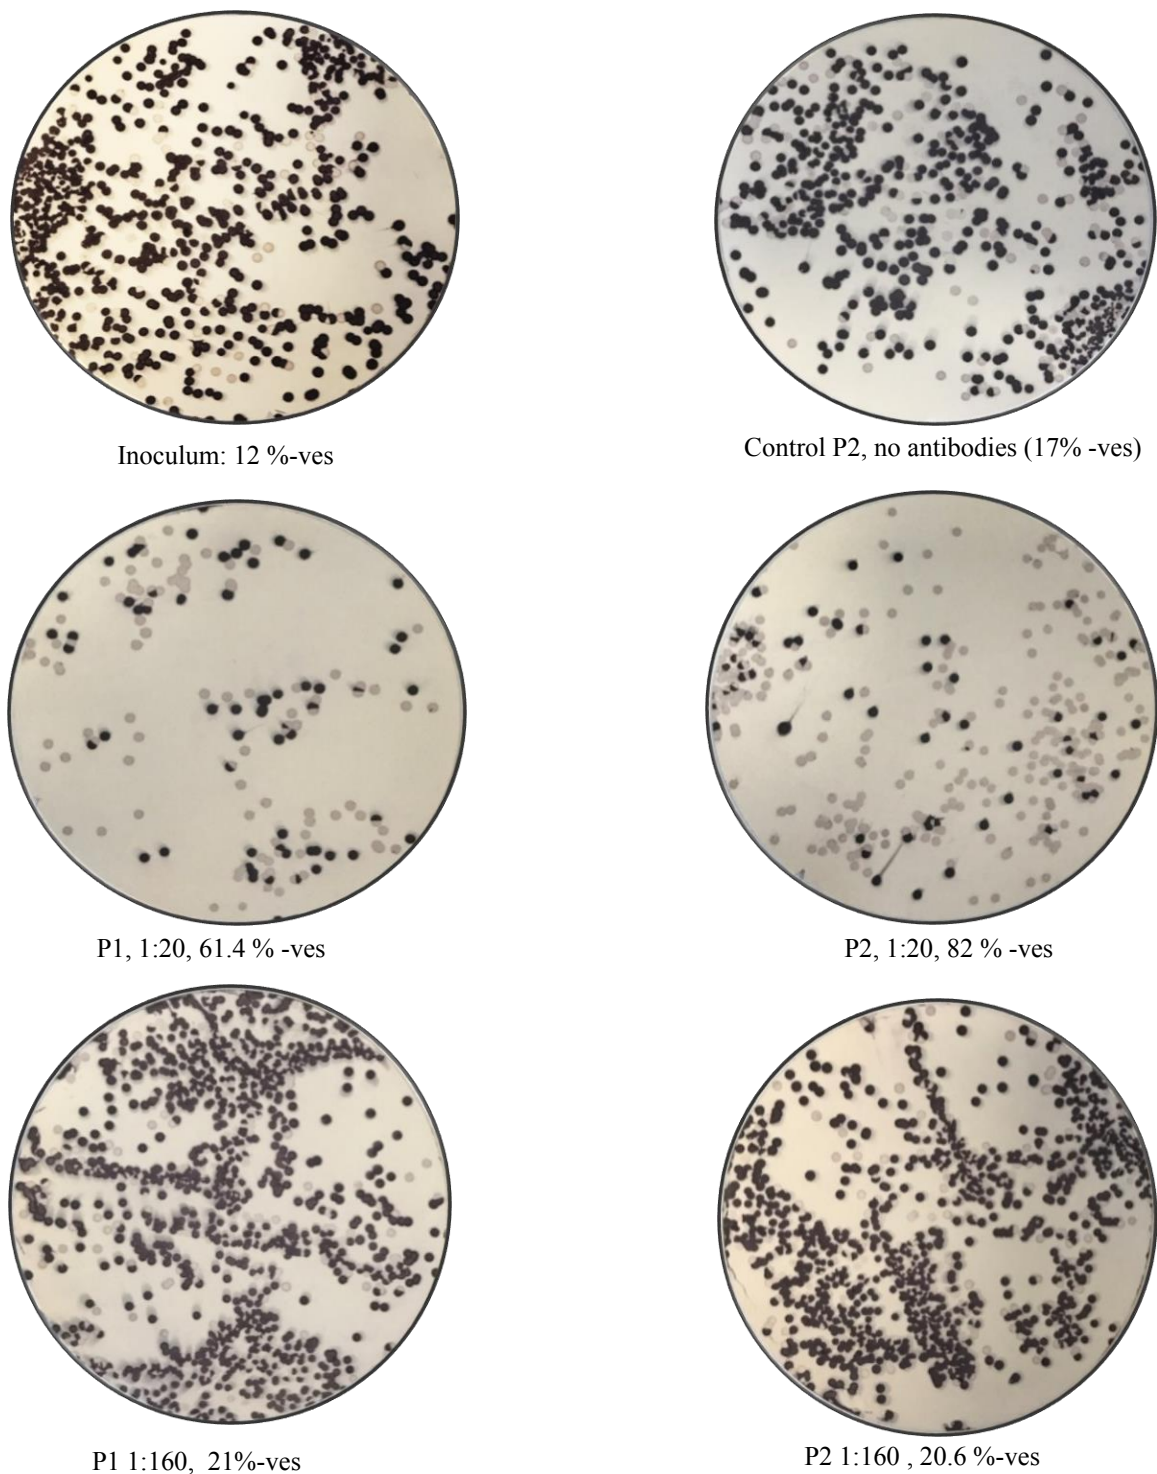 Inoculum: 12 %-ves
Control P2, no antibodies (17% -ves)
P1, 1:20, 61.4 % -ves
P2, 1:20, 82 % -ves
P1 1:160,  21%-ves
P2 1:160 , 20.6 %-ves